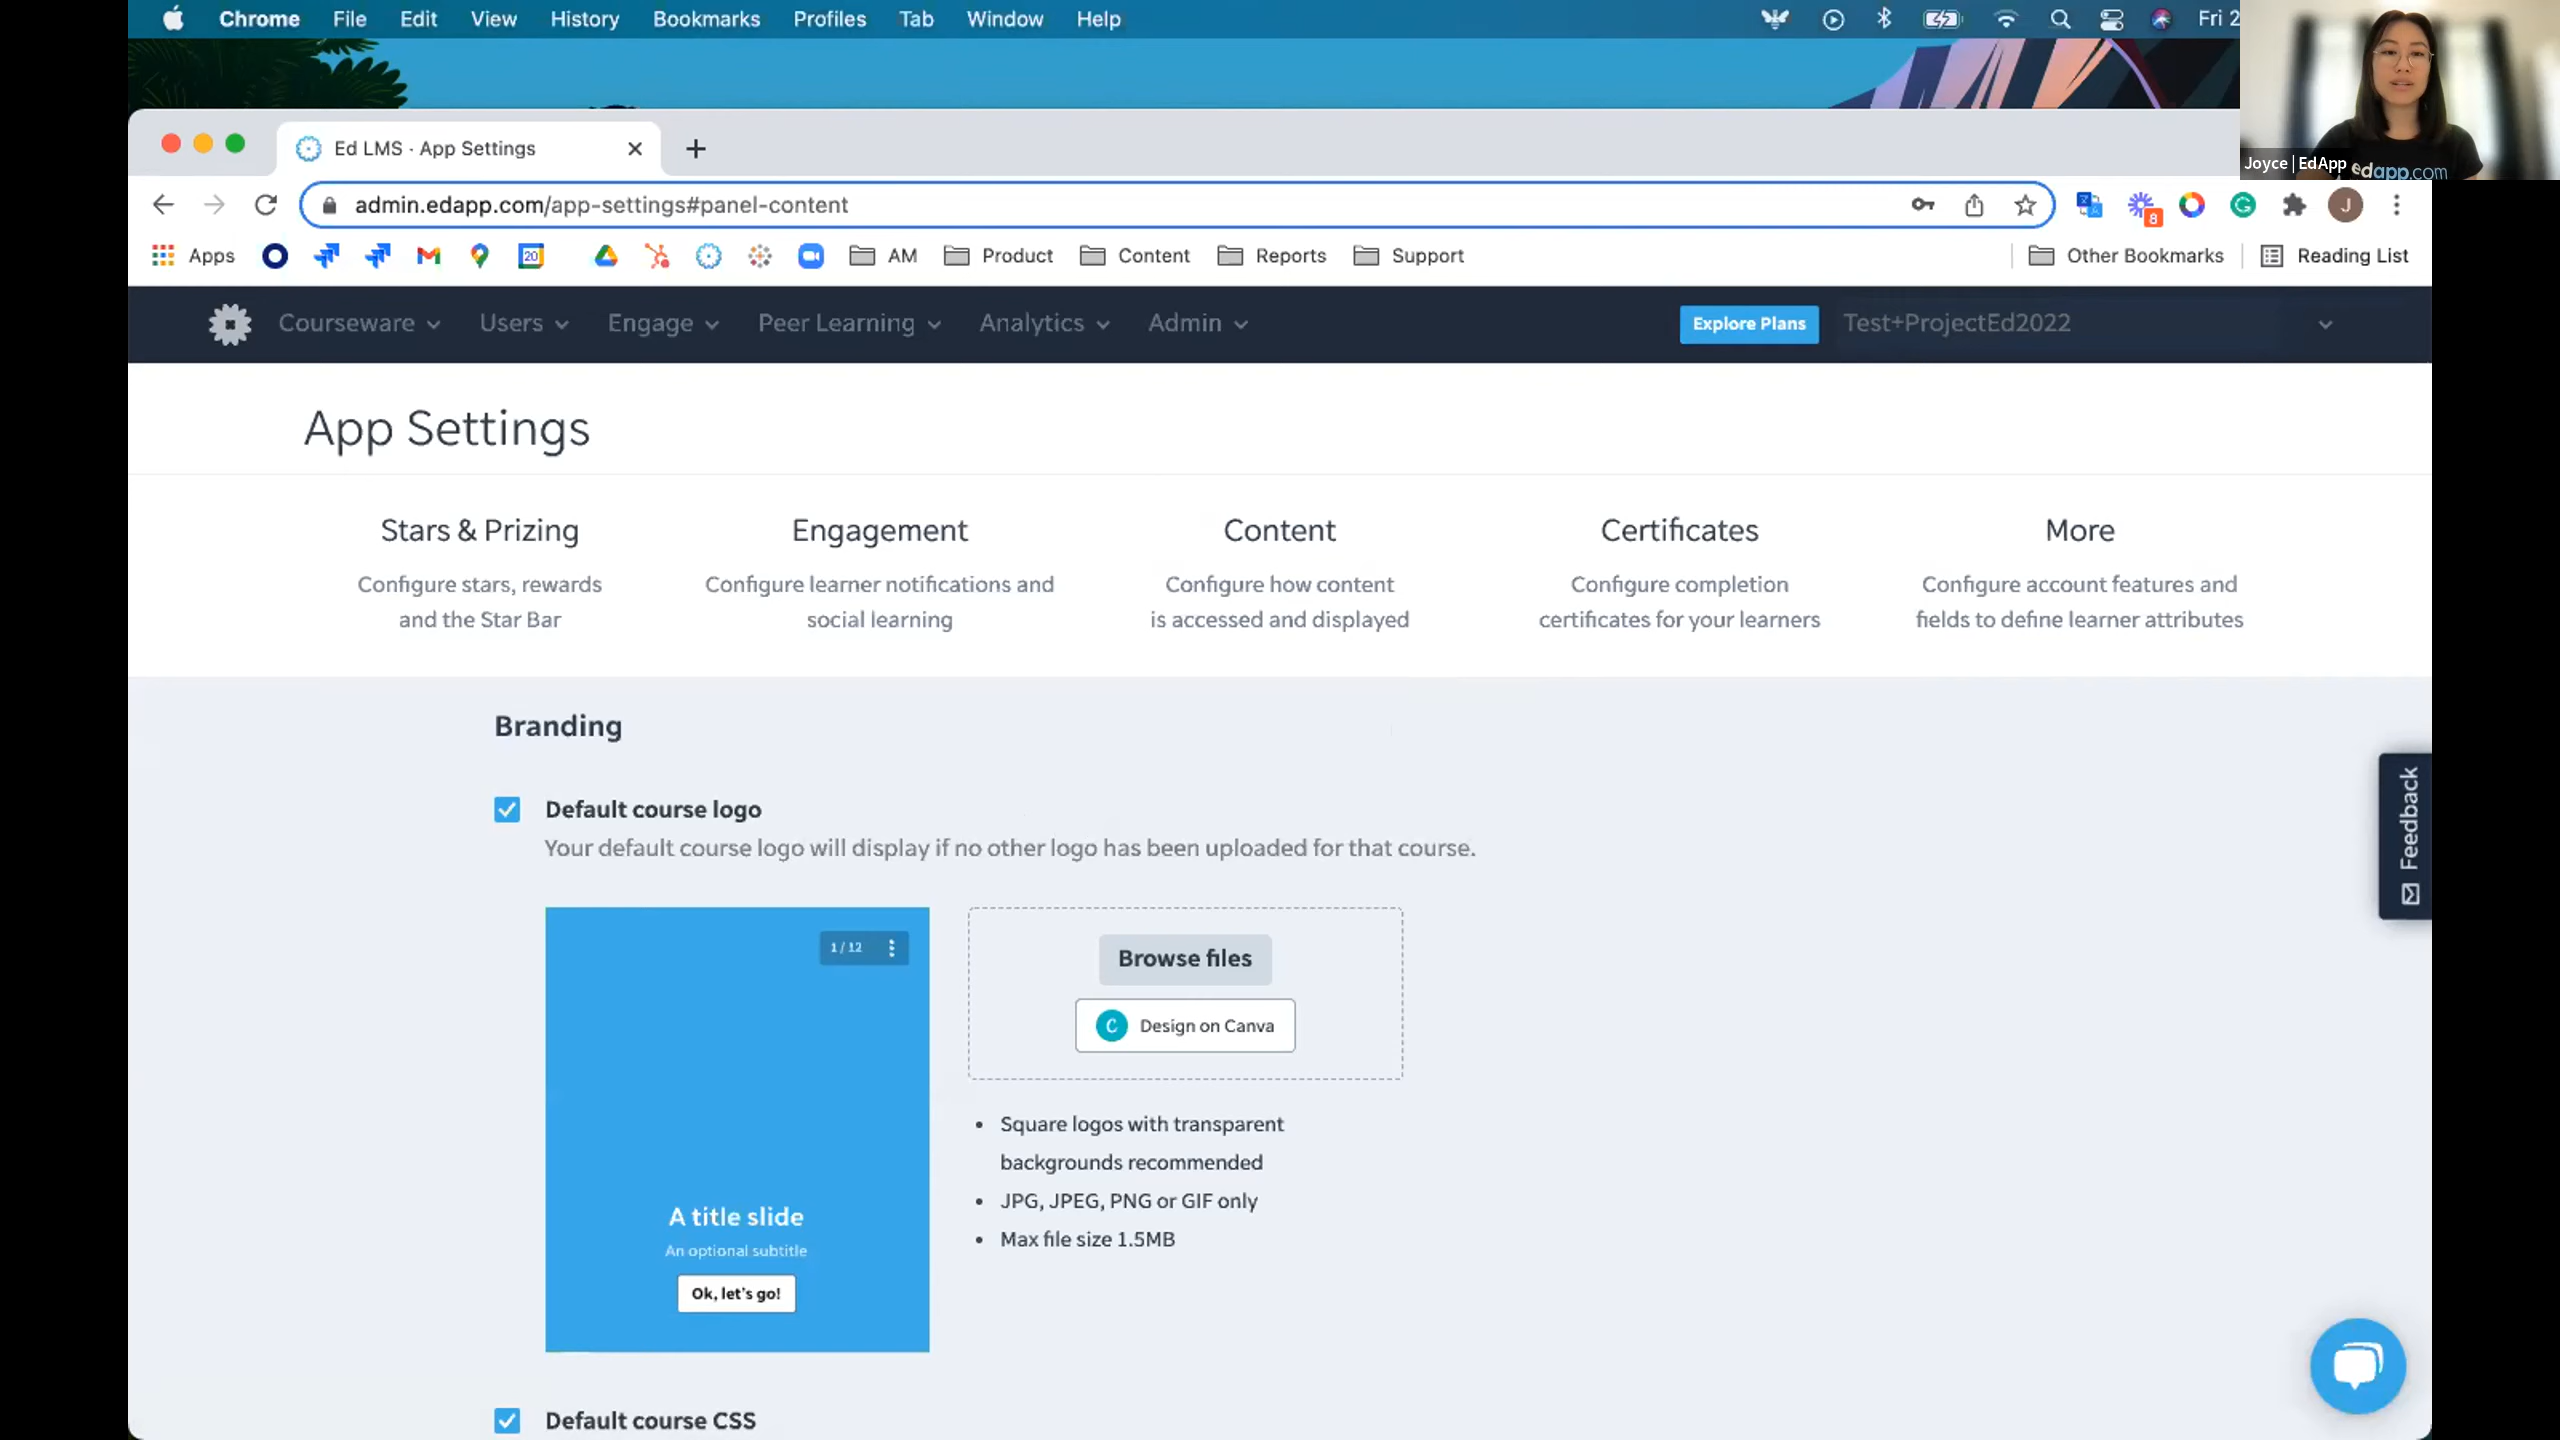 Chrome File Edit View History Bookmarks Profiles Tab Window Help Fri 2
Joyce | EdApp
edapp.com
Ed LMS · App Settings
admin.edapp.com/app-settings#panel-content
8
J
Apps 20 AM Product Content Reports Support Other Bookmarks Reading List
Courseware Users Engage Peer Learning Analytics Admin Explore Plans Test+ProjectEd2022
App Settings
Stars & Prizing
Configure stars, rewards
and the Star Bar
Engagement
Configure learner notifications and
social learning
Content
Configure how content
is accessed and displayed
Certificates
Configure completion
certificates for your learners
More
Configure account features and
fields to define learner attributes
Branding
Default course logo
Your default course logo will display if no other logo has been uploaded for that course.
1 / 12
A title slide
An optional subtitle
Ok, let's go!
Browse files
C Design on Canva
• Square logos with transparent
backgrounds recommended
• JPG, JPEG, PNG or GIF only
• Max file size 1.5MB
Feedback
Default course CSS